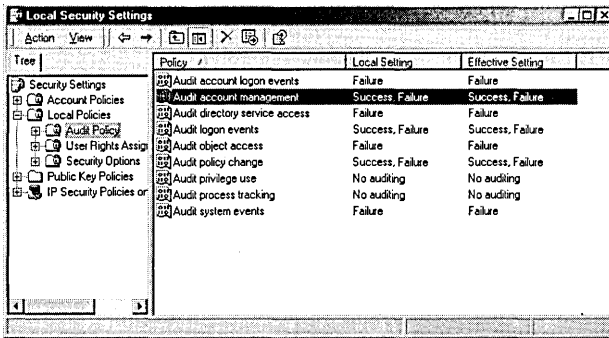 Local Security Settings
Action View
Tree
Policy / Local Setting Effective Setting
Security Settings
Account Policies
Local Policies
Audit Policy
User Rights Assign
Security Options
Public Key Policies
IP Security Policies or
Audit account logon events Failure Failure
Audit account management Success, Failure Success, Failure
Audit directory service access Failure Failure
Audit logon events Success, Failure Success, Failure
Audit object access Failure Failure
Audit policy change Success, Failure Success, Failure
Audit privilege use No auditing No auditing
Audit process tracking No auditing No auditing
Audit system events Failure Failure